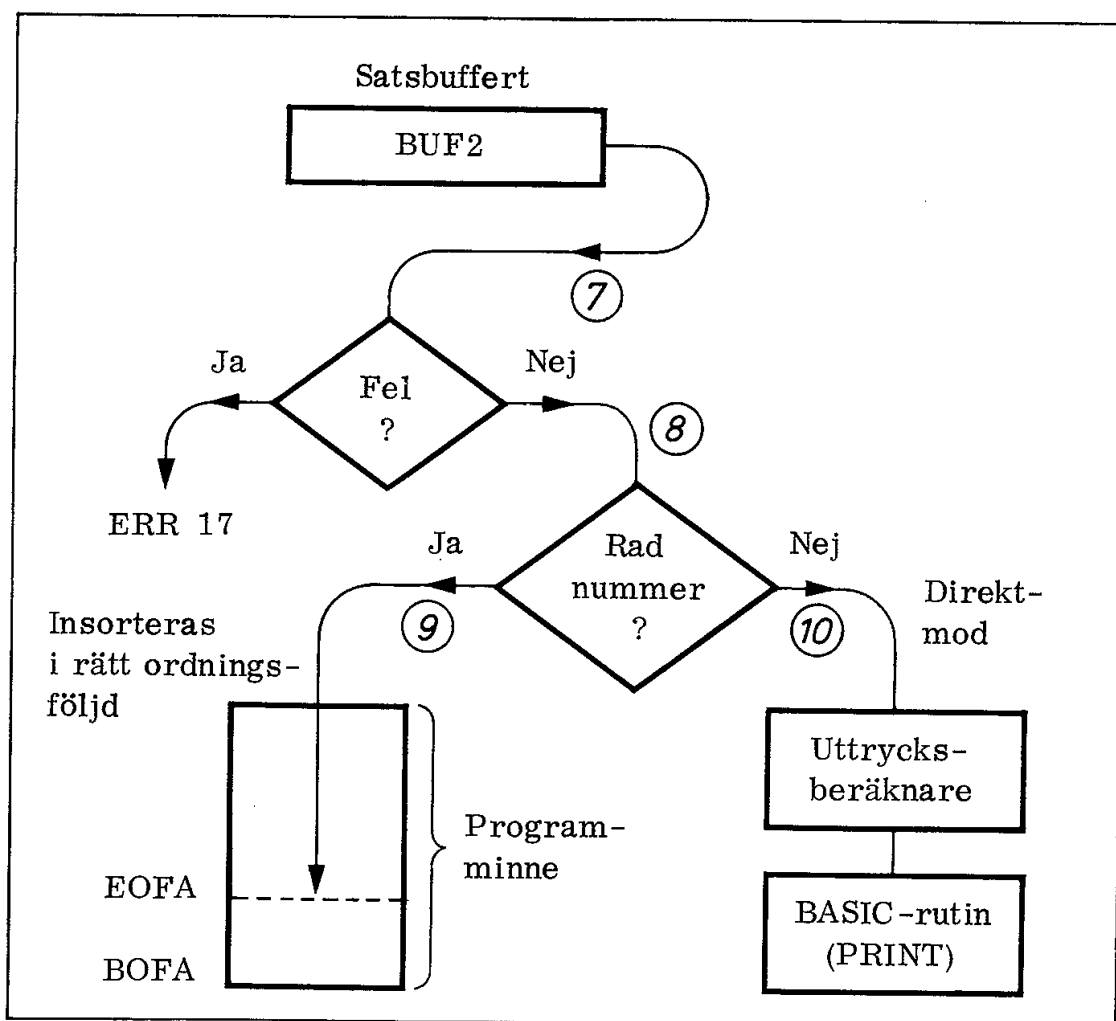 Satsbuffert
BUF2
7
Ja
Fel
?
Nej
8
ERR 17
Ja
Rad
nummer
?
Nej
9
10
Direkt-
mod
Insorteras
i rätt ordnings-
följd
Uttrycks-
beräknare
Program-
minne
EOFA
BOFA
BASIC-rutin
(PRINT)